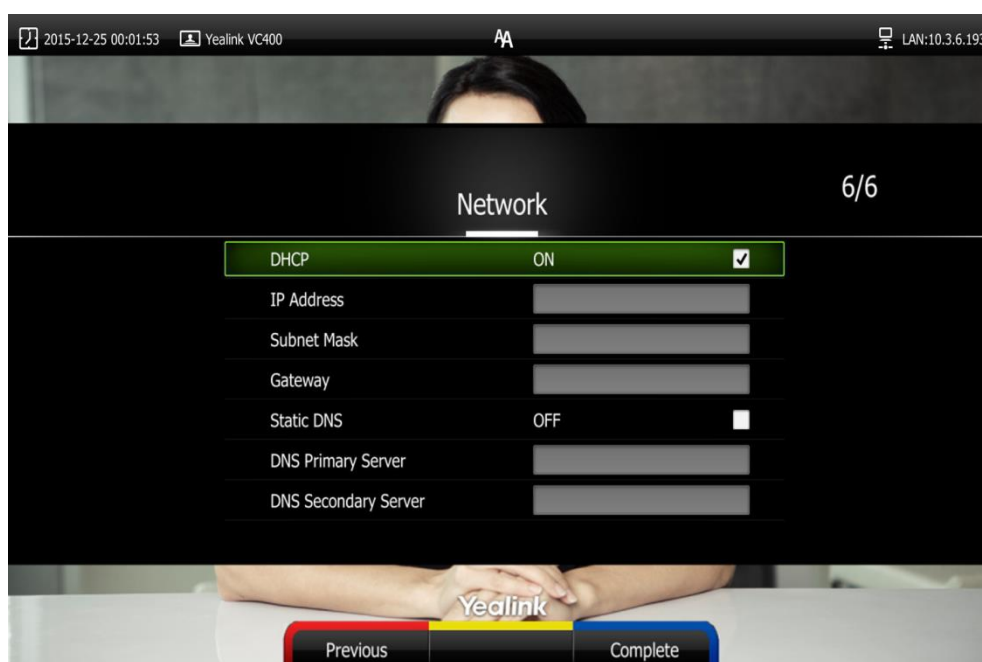 2015-12-25 00:01:53 Yealink VC400 AA LAN:10.3.6.193
Network
6/6
DHCP ON
IP Address
Subnet Mask
Gateway
Static DNS OFF
DNS Primary Server
DNS Secondary Server
Yealink
Previous Complete